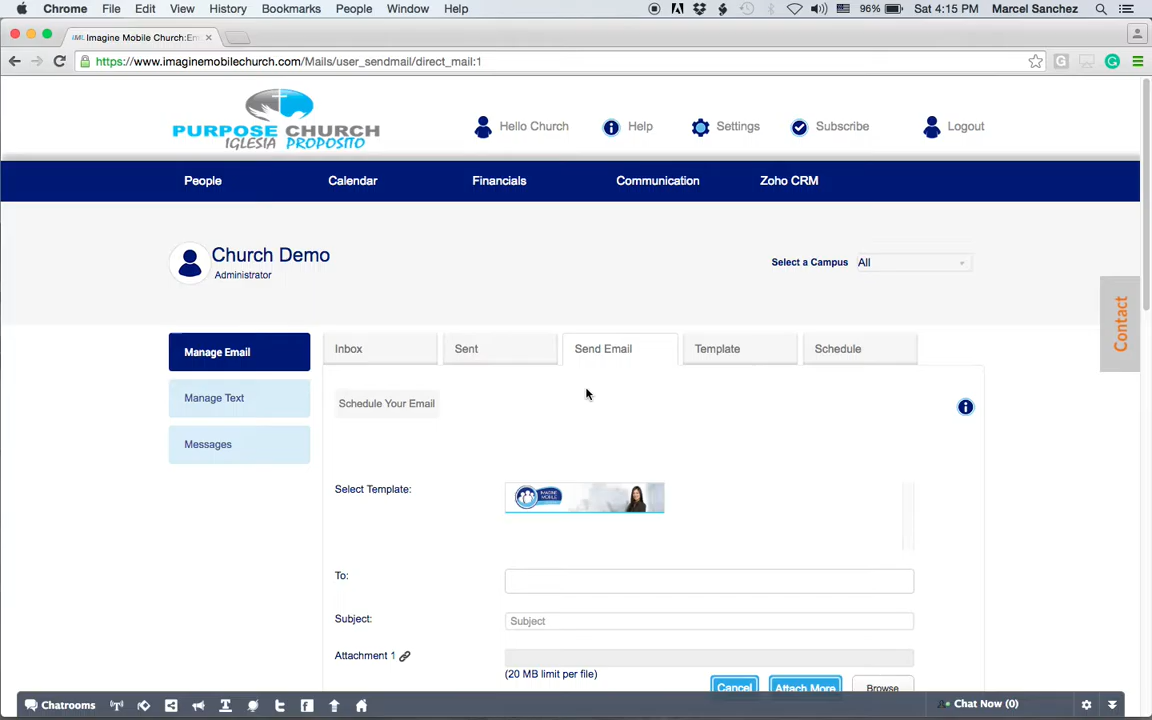 Chrome File Edit View History Bookmarks People Window Help 96% Sat 4:15 PM Marcel Sanchez
Imagine Mobile Church:Em
https://www.imaginemobilechurch.com/Mails/user_sendmail/direct_mail:1
PURPOSE CHURCH
IGLESIA PROPOSITO
Hello Church Help Settings Subscribe Logout
People Calendar Financials Communication Zoho CRM
Church Demo
Administrator
Select a Campus All
Contact
Manage Email
Manage Text
Messages
Inbox Sent Send Email Template Schedule
Schedule Your Email
Select Template:
IMAGINE
MOBILE
To:
Subject: Subject
Attachment 1
(20 MB limit per file)
Cancel Attach More Browse
Chatrooms Chat Now (0)